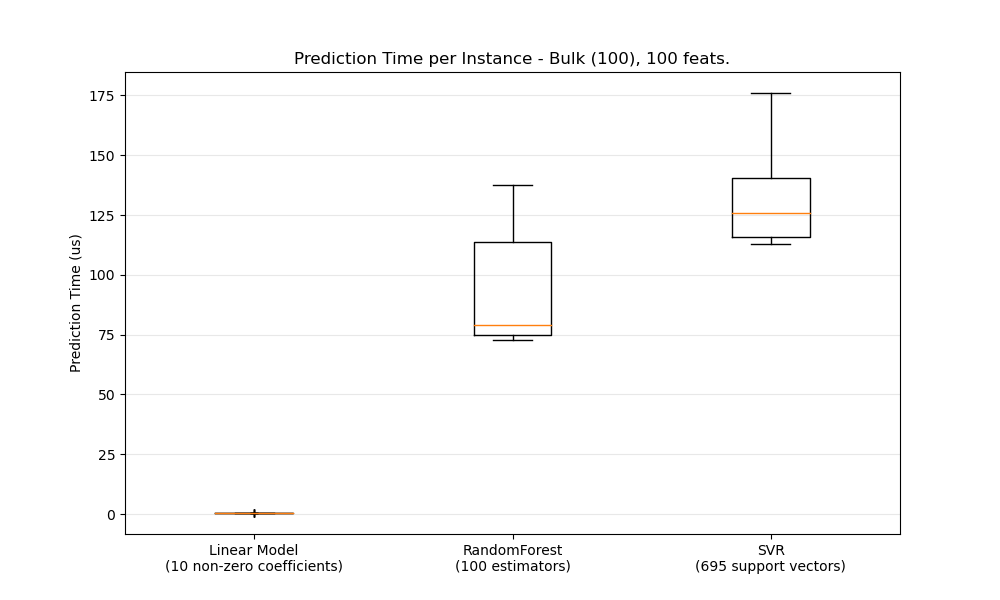 Prediction Time per Instance - Bulk (100), 100 feats.
Prediction Time (us)
175
150
125
100
75
50
25
0
Linear Model
(10 non-zero coefficients)
RandomForest
(100 estimators)
SVR
(695 support vectors)